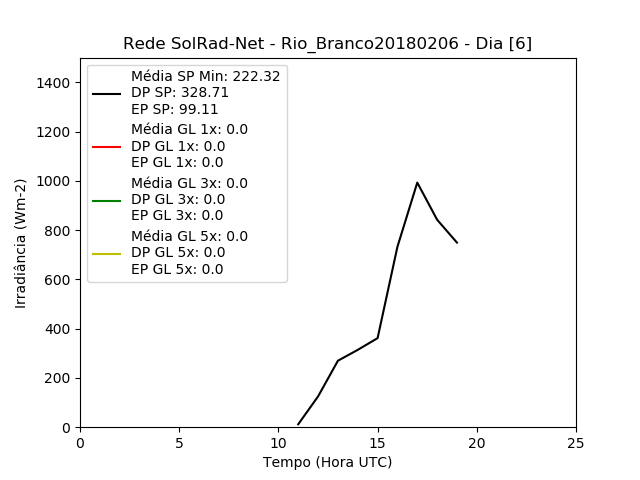 Rede SolRad-Net - Rio_Branco20180206 - Dia [6]
Média SP Min: 222.32
DP SP: 328.71
EP SP: 99.11
Média GL 1x: 0.0
DP GL 1x: 0.0
EP GL 1x: 0.0
Média GL 3x: 0.0
DP GL 3x: 0.0
EP GL 3x: 0.0
Média GL 5x: 0.0
DP GL 5x: 0.0
EP GL 5x: 0.0
Irradiância (Wm-2)
1400
1200
1000
800
600
400
200
0
0 5 10 15 20 25
Tempo (Hora UTC)